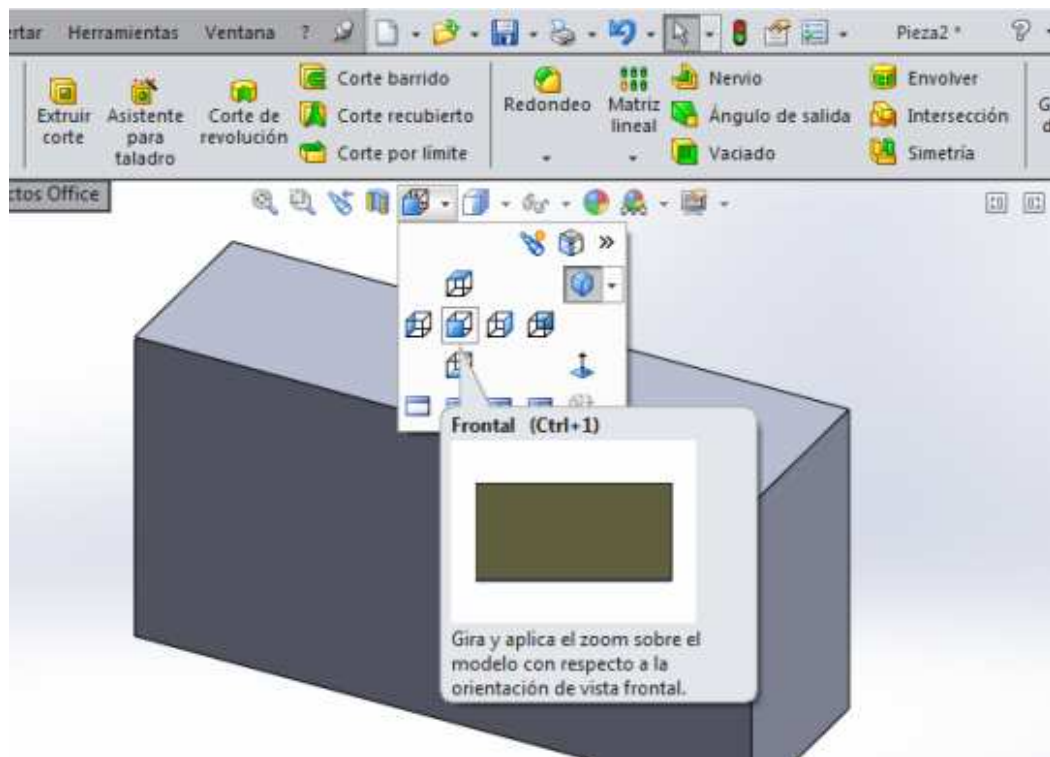 ertar Herramientas Ventana ? Pieza2 *
Extruir corte
Asistente para taladro
Corte de revolución
Corte barrido
Corte recubierto
Corte por límite
Redondeo
Matriz lineal
Nervio
Ángulo de salida
Vaciado
Envolver
Intersección
Simetría
G
d
ctos Office
Frontal (Ctrl+1)
Gira y aplica el zoom sobre el
modelo con respecto a la
orientación de vista frontal.